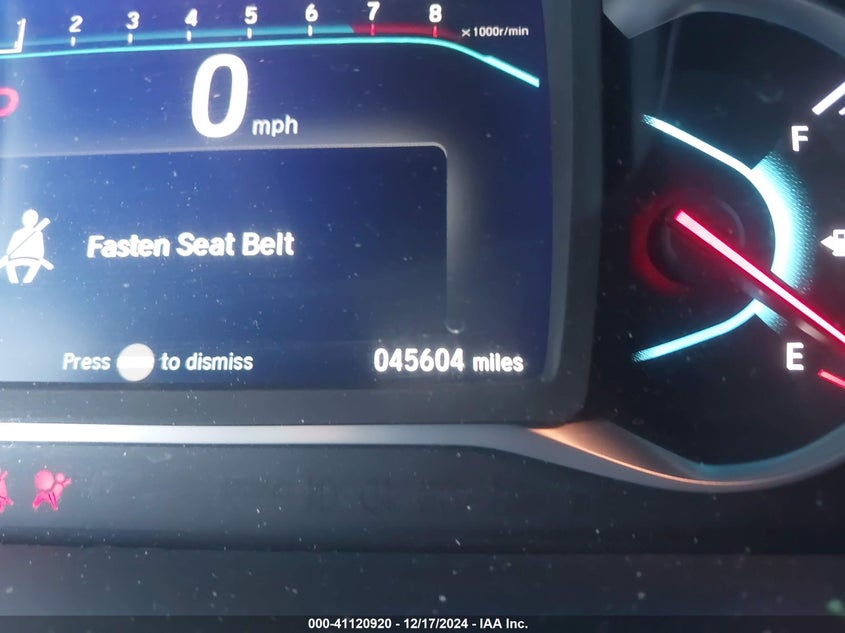 1 2 3 4 5 6 7 8 x1000r/min
0 mph
F
Fasten Seat Belt
E
Press to dismiss 045604 miles
000-41120920 - 12/17/2024 - IAA Inc.